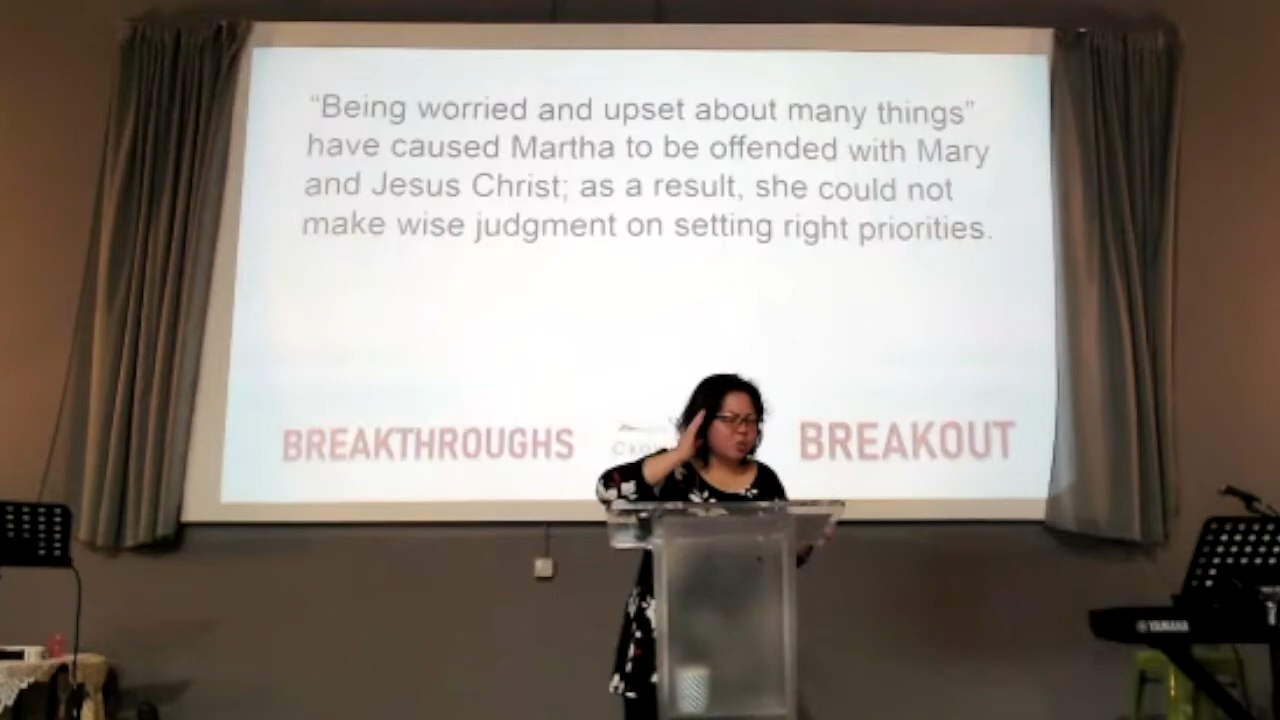 “Being worried and upset about many things”
have caused Martha to be offended with Mary
and Jesus Christ; as a result, she could not
make wise judgment on setting right priorities.
BREAKTHROUGHS
BREAKOUT
YAMAHA